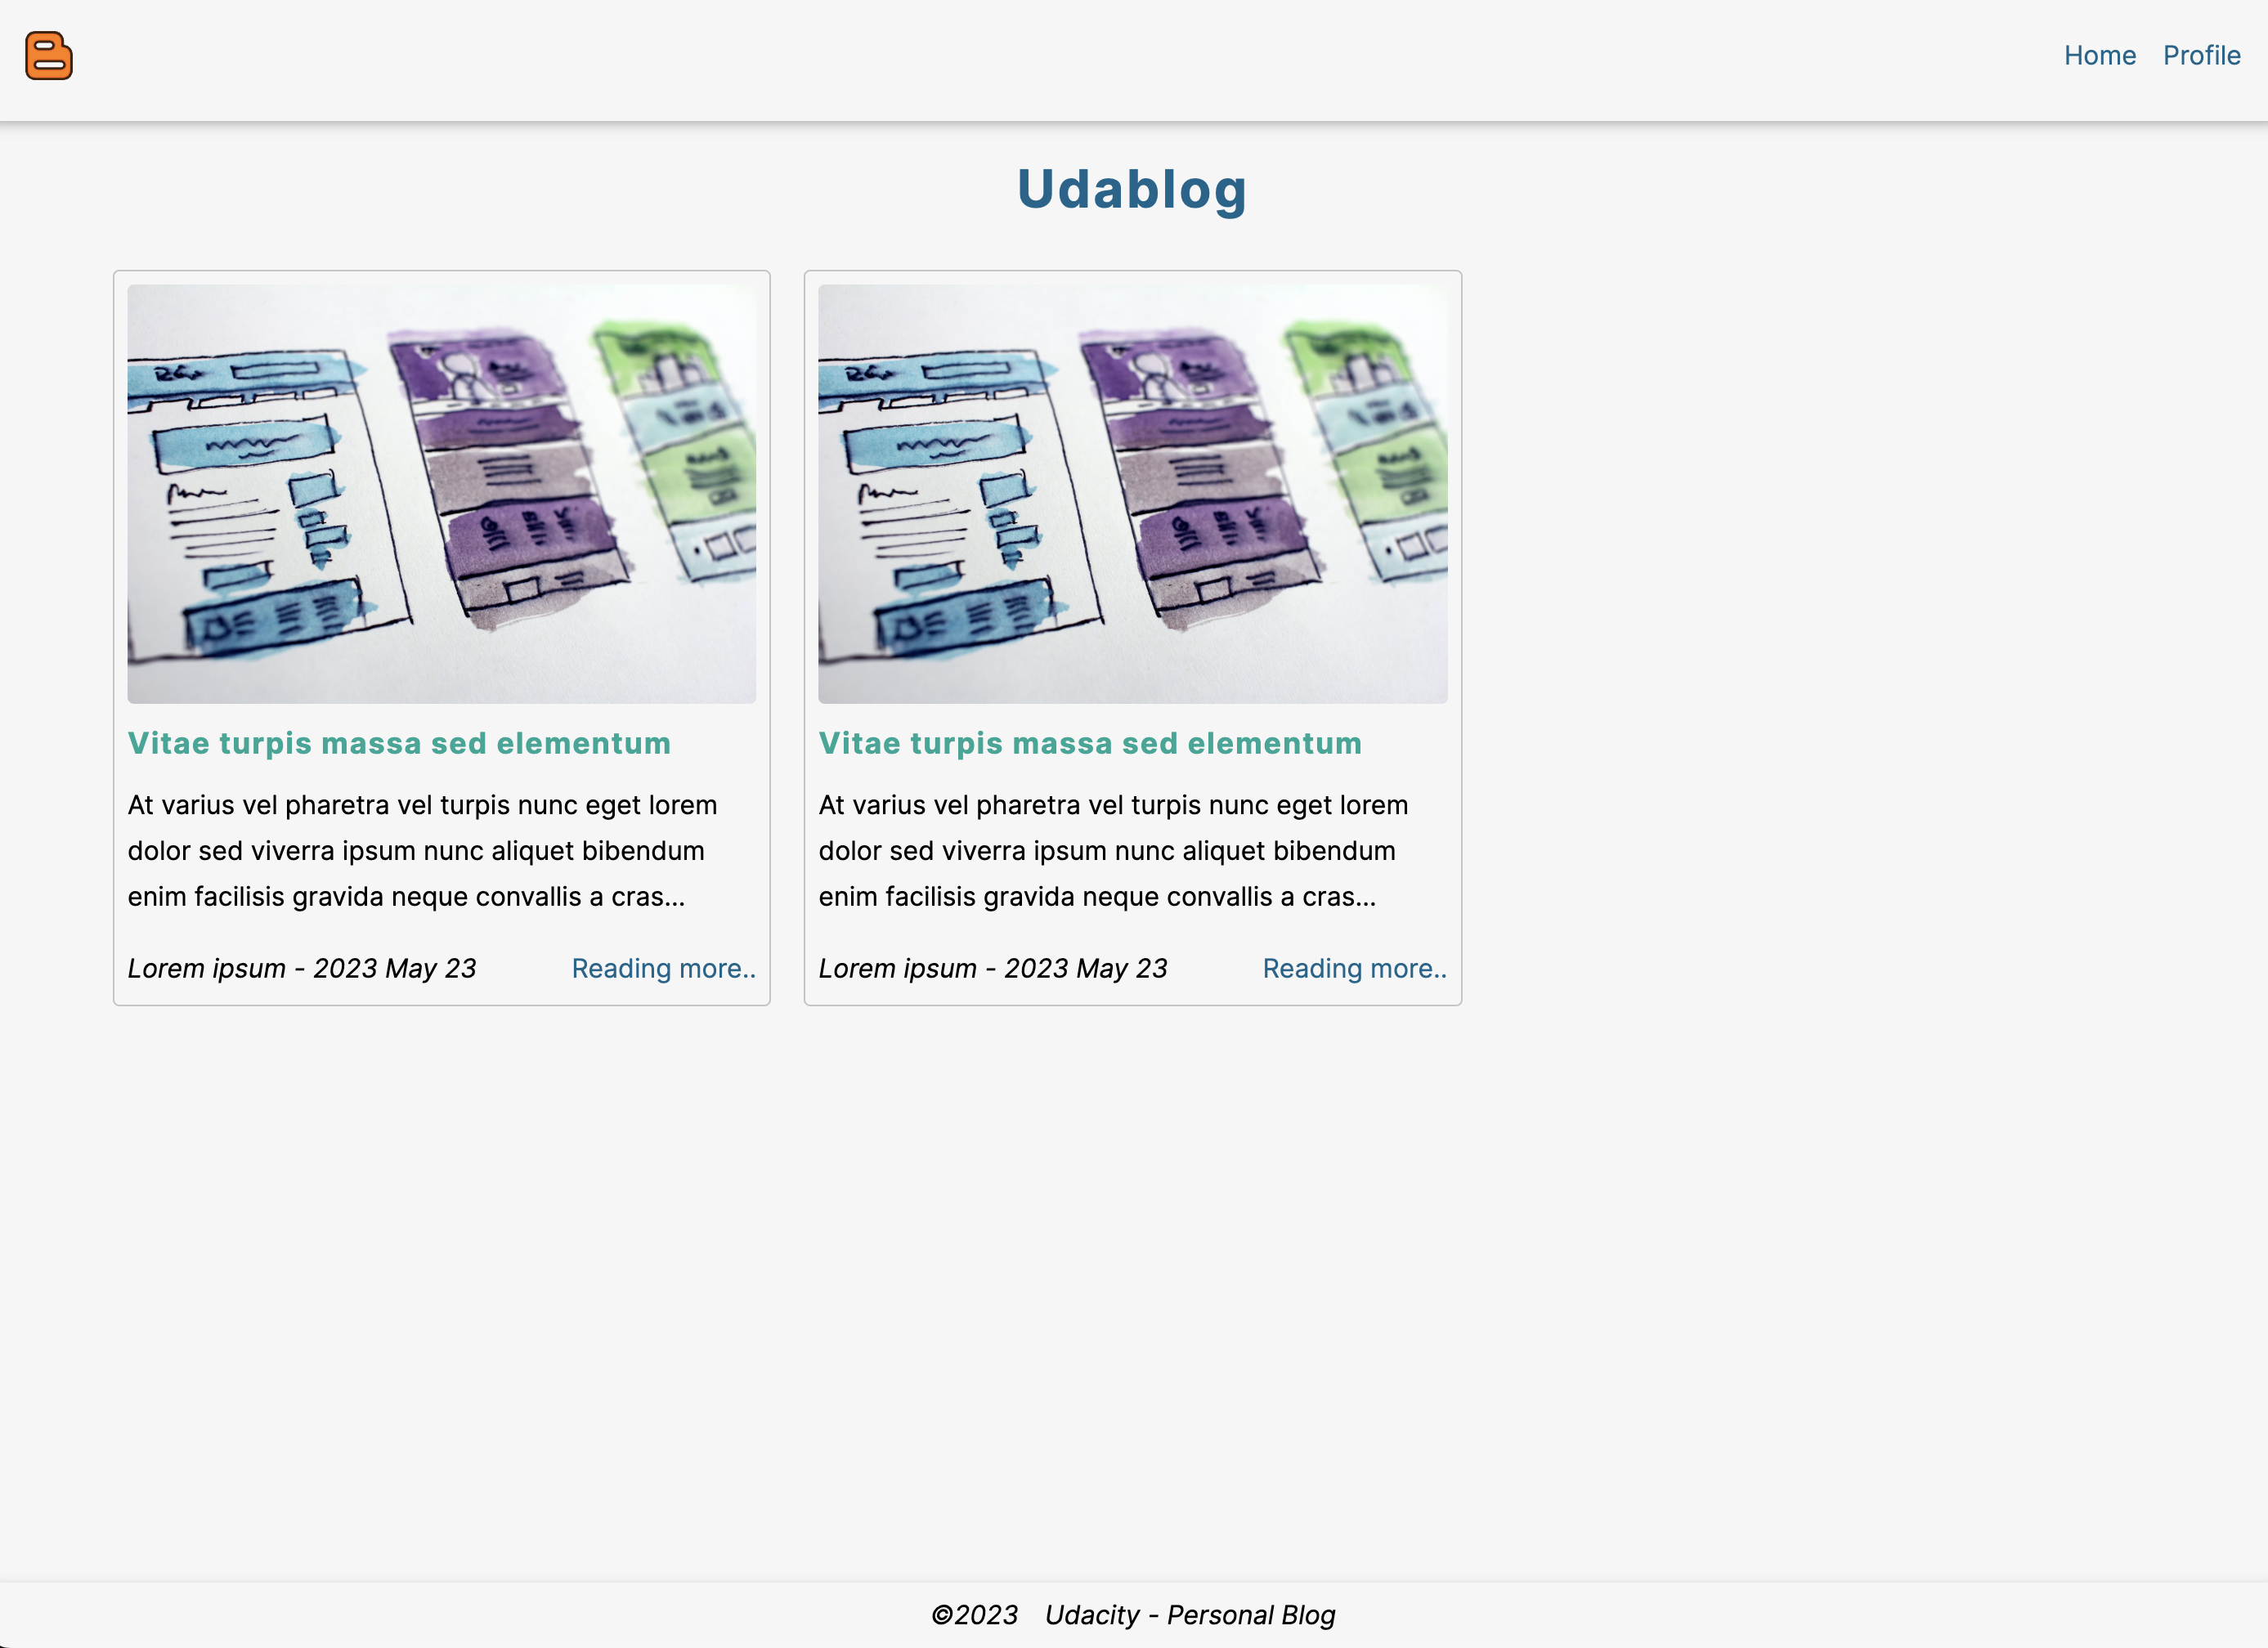 Home Profile
Udablog
Vitae turpis massa sed elementum
At varius vel pharetra vel turpis nunc eget lorem
dolor sed viverra ipsum nunc aliquet bibendum
enim facilisis gravida neque convallis a cras...
Lorem ipsum - 2023 May 23 Reading more..
Vitae turpis massa sed elementum
At varius vel pharetra vel turpis nunc eget lorem
dolor sed viverra ipsum nunc aliquet bibendum
enim facilisis gravida neque convallis a cras...
Lorem ipsum - 2023 May 23 Reading more..
©2023 Udacity - Personal Blog